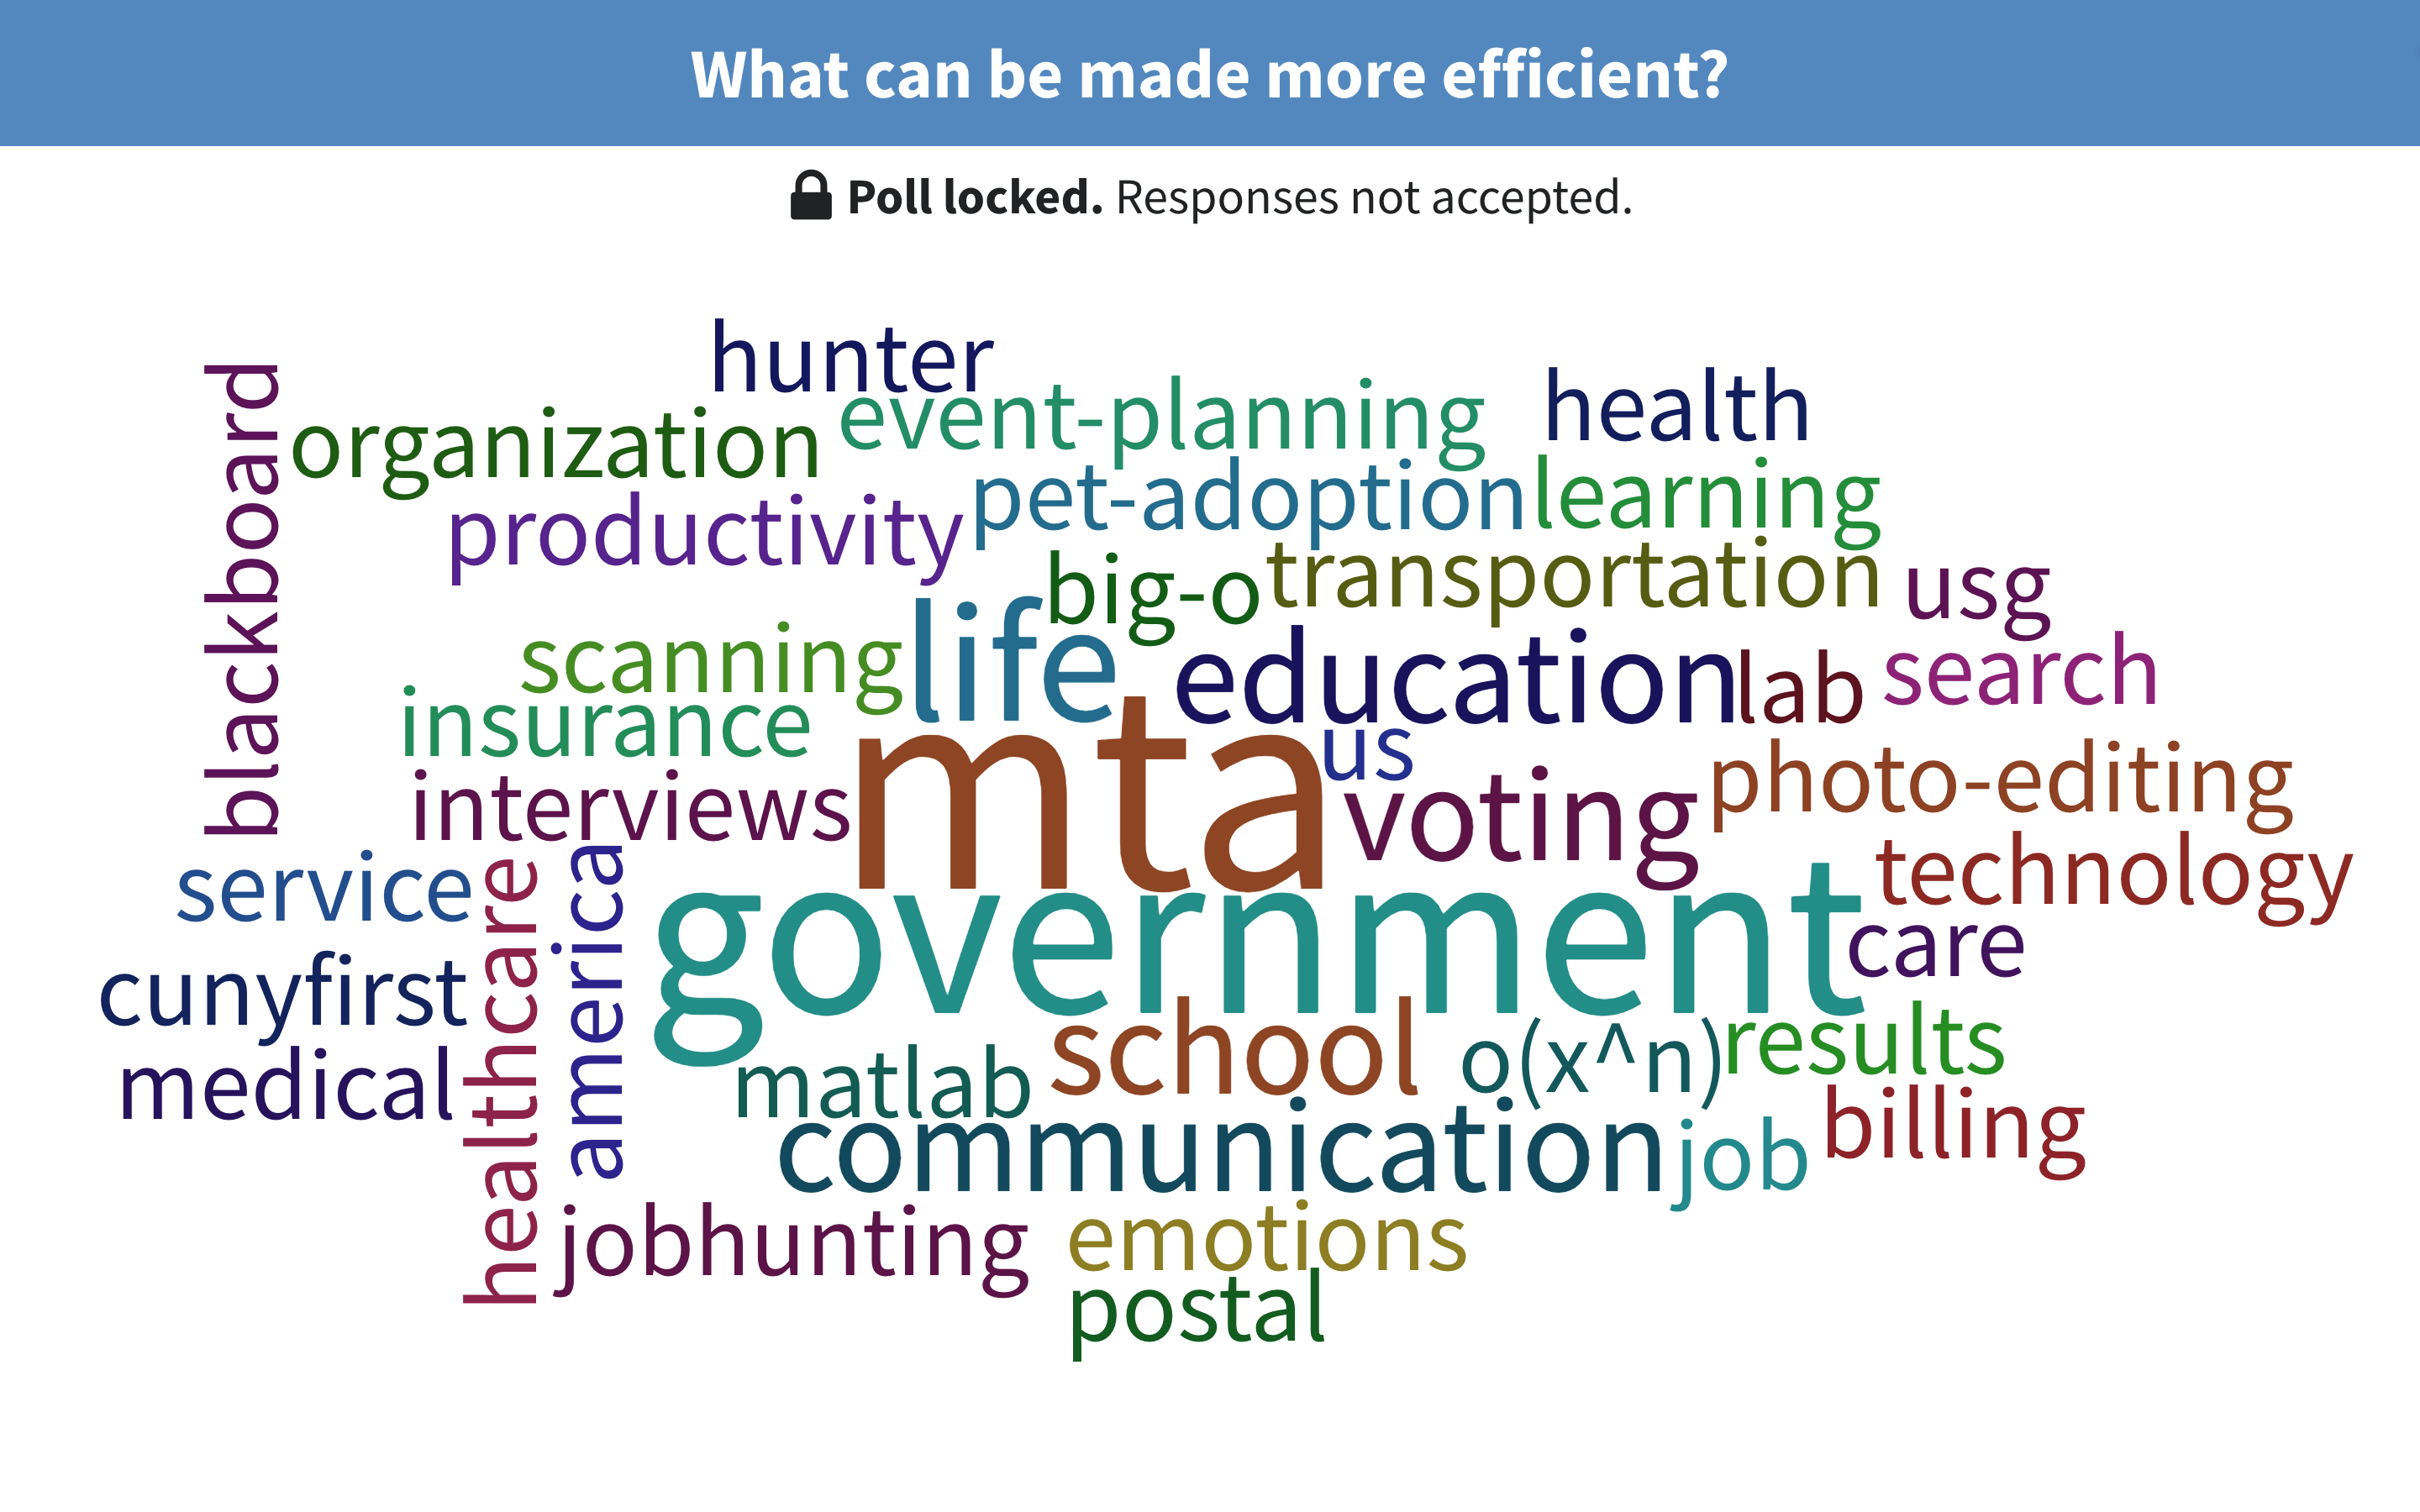 What can be made more efficient?
Poll locked. Responses not accepted.
hunter
blackboard
organization
event-planning
health
productivity
pet-adoption
learning
big-o
transportation
usg
scanning
life
education
lab
search
insurance
us
interviews
mta
voting
photo-editing
service
healthcare
america
government
technology
care
cunyfirst
medical
matlab
school
o(x^n)
results
communication
job
billing
jobhunting
emotions
postal